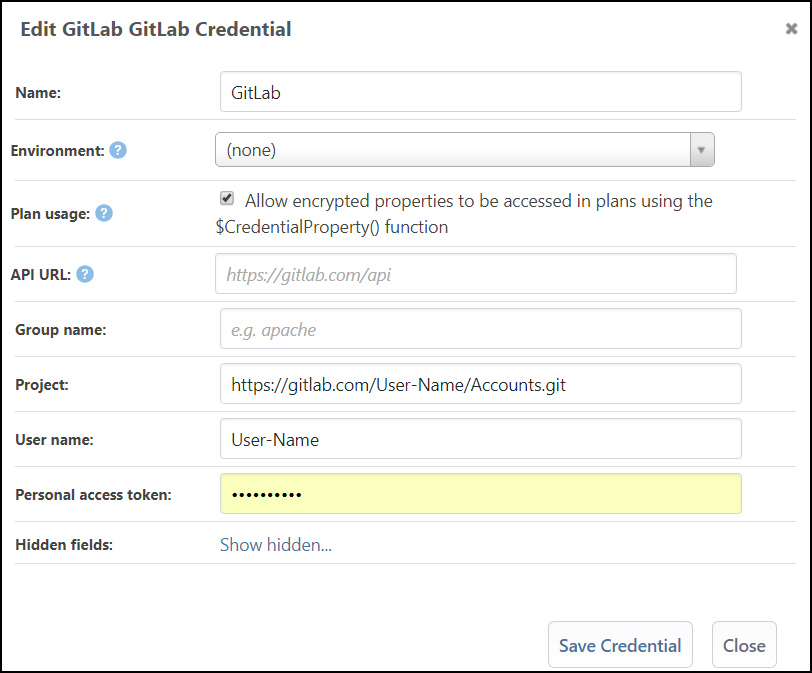 Edit GitLab GitLab Credential ✖
Name: GitLab
Environment: ? (none)
Plan usage: ? Allow encrypted properties to be accessed in plans using the
$CredentialProperty() function
API URL: ? https://gitlab.com/api
Group name: e.g. apache
Project: https://gitlab.com/User-Name/Accounts.git
User name: User-Name
Personal access token: ••••••••••
Hidden fields: Show hidden...
Save Credential Close